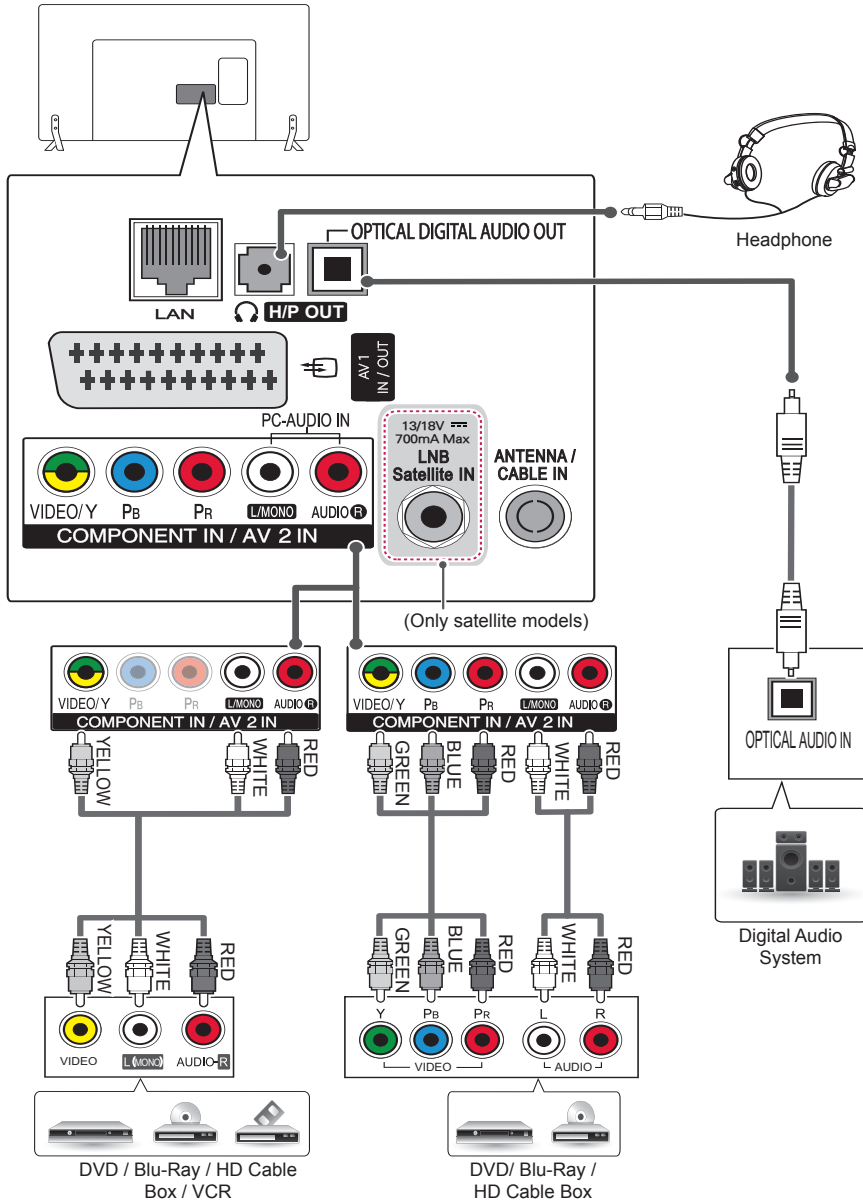 OPTICAL DIGITAL AUDIO OUT
Headphone
LAN
H/P OUT
AV 1
IN / OUT
PC-AUDIO IN
13/18V
700mA Max
LNB
Satellite IN
ANTENNA /
CABLE IN
VIDEO/ Y PB PR L/MONO AUDIO R
COMPONENT IN / AV 2 IN
(Only satellite models)
VIDEO/ Y PB PR L/MONO AUDIO R
COMPONENT IN / AV 2 IN
YELLOW WHITE RED
YELLOW WHITE RED
VIDEO L (MONO) AUDIO-R
DVD / Blu-Ray / HD Cable
Box / VCR
VIDEO/ Y PB PR L/MONO AUDIO R
COMPONENT IN / AV 2 IN
GREEN BLUE RED WHITE RED
GREEN BLUE RED WHITE RED
Y PB PR L R
VIDEO AUDIO
DVD/ Blu-Ray /
HD Cable Box
OPTICAL AUDIO IN
Digital Audio
System